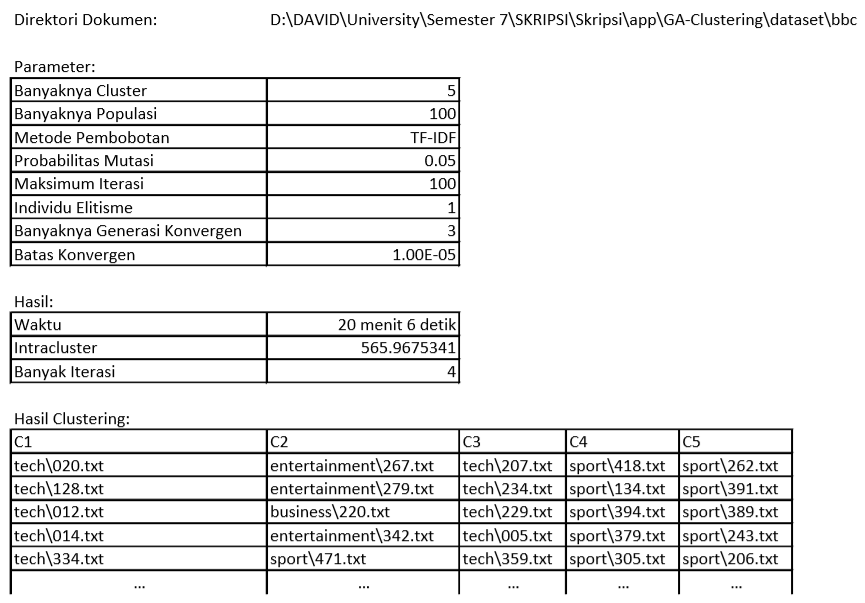 Direktori Dokumen: D:\DAVID\University\Semester 7\SKRIPSI\Skripsi\app\GA-Clustering\dataset\bbc
Parameter:
Banyaknya Cluster 5
Banyaknya Populasi 100
Metode Pembobotan TF-IDF
Probabilitas Mutasi 0.05
Maksimum Iterasi 100
Individu Elitisme 1
Banyaknya Generasi Konvergen 3
Batas Konvergen 1.00E-05
Hasil:
Waktu 20 menit 6 detik
Intracluster 565.9675341
Banyak Iterasi 4
Hasil Clustering:
C1 C2 C3 C4 C5
tech\020.txt entertainment\267.txt tech\207.txt sport\418.txt sport\262.txt
tech\128.txt entertainment\279.txt tech\234.txt sport\134.txt sport\391.txt
tech\012.txt business\220.txt tech\229.txt sport\394.txt sport\389.txt
tech\014.txt entertainment\342.txt tech\005.txt sport\379.txt sport\243.txt
tech\334.txt sport\471.txt tech\359.txt sport\305.txt sport\206.txt
... ... ... ... ...